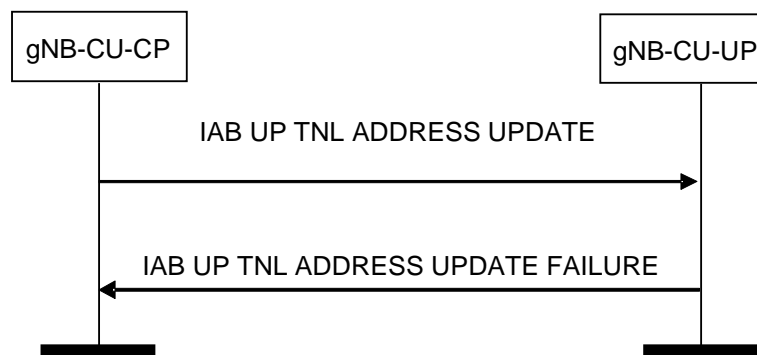 gNB-CU-CP
gNB-CU-UP
IAB UP TNL ADDRESS UPDATE
IAB UP TNL ADDRESS UPDATE FAILURE